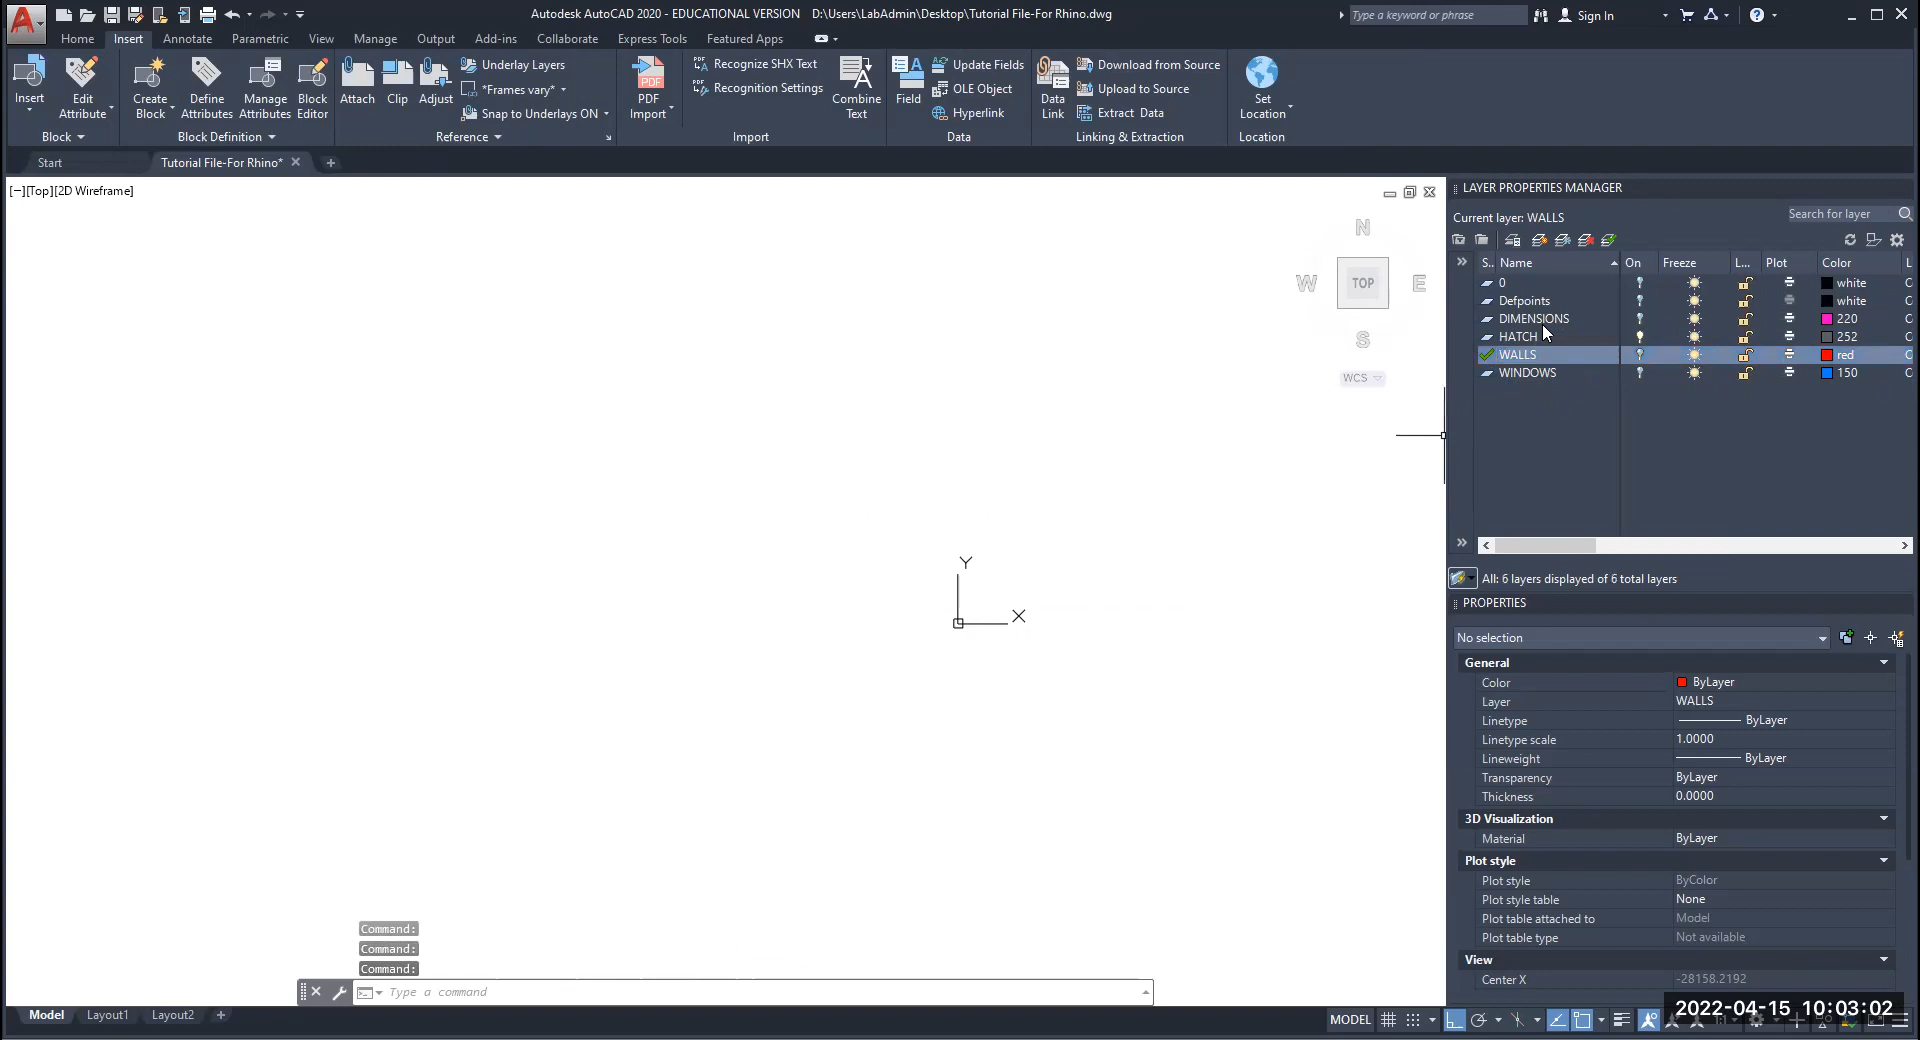 Autodesk AutoCAD 2020 - EDUCATIONAL VERSION D:\Users\LabAdmin\Desktop\Tutorial File-For Rhino.dwg
Type a keyword or phrase
Sign In
Home Insert Annotate Parametric View Manage Output Add-ins Collaborate Express Tools Featured Apps
Insert
Edit Attribute
Create Block
Define Attributes
Manage Attributes
Block Editor
Attach
Clip
Adjust
Underlay Layers
*Frames vary*
Snap to Underlays ON
PDF Import
Recognize SHX Text
Recognition Settings
Combine Text
Field
Update Fields
OLE Object
Hyperlink
Data Link
Download from Source
Upload to Source
Extract Data
Set Location
Block
Block Definition
Reference
Import
Data
Linking & Extraction
Location
Start
Tutorial File-For Rhino*
[−][Top][2D Wireframe]
N
W TOP E
S
WCS
Y
X
LAYER PROPERTIES MANAGER
Current layer: WALLS
Search for layer
S.. Name On Freeze L... Plot Color L
0 white C
Defpoints white C
DIMENSIONS 220 C
HATCH 252 C
WALLS red C
WINDOWS 150 C
All: 6 layers displayed of 6 total layers
PROPERTIES
No selection
General
Color ByLayer
Layer WALLS
Linetype ByLayer
Linetype scale 1.0000
Lineweight ByLayer
Transparency ByLayer
Thickness 0.0000
3D Visualization
Material ByLayer
Plot style
Plot style ByColor
Plot style table None
Plot table attached to Model
Plot table type Not available
View
Center X -28158.2192
Command:
Command:
Command:
Type a command
Model Layout1 Layout2
MODEL
2022-04-15 10:03:02